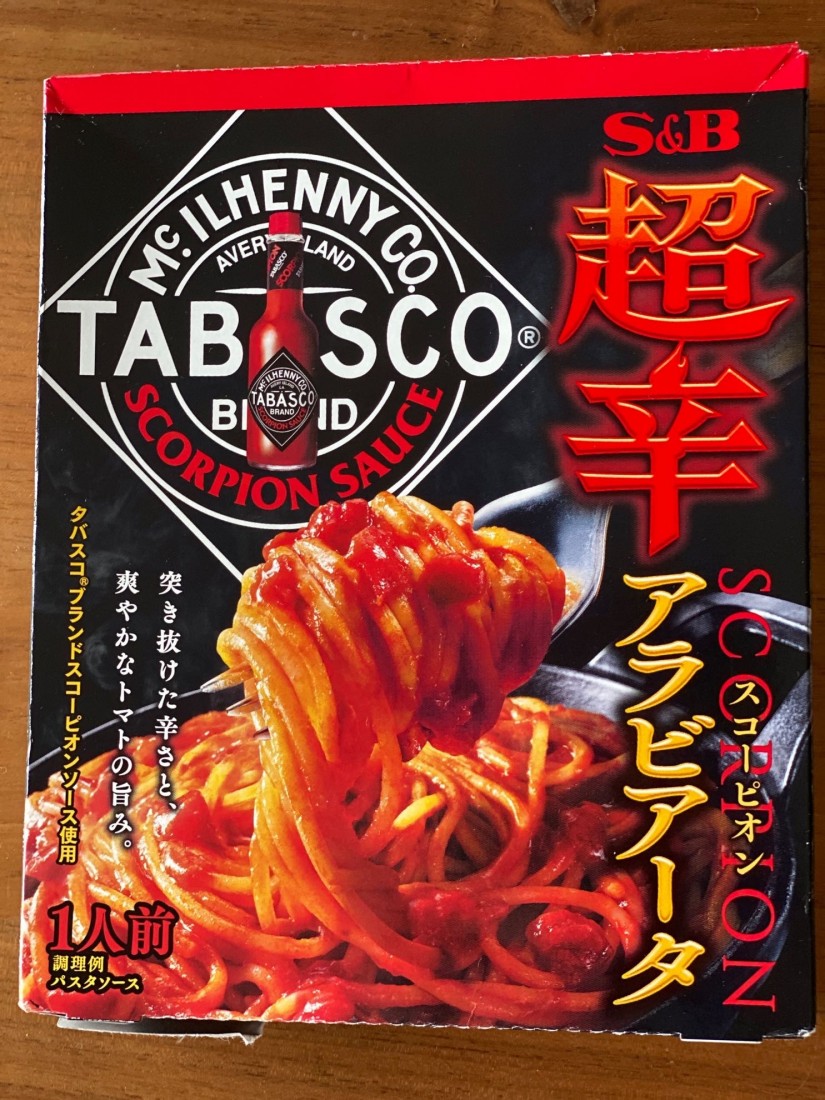 S&B
超辛
アラビアータ
SCORPION
スコーピオン
McILHENNY CO.
AVERY ISLAND
TABASCO®
BRAND
SCORPION SAUCE
McILHENNY CO.
TABASCO
BRAND
SCORPION SAUCE
突き抜けた辛さと、
爽やかなトマトの旨み。
タバスコ®ブランドスコーピオンソース使用
1人前
調理例
パスタソース